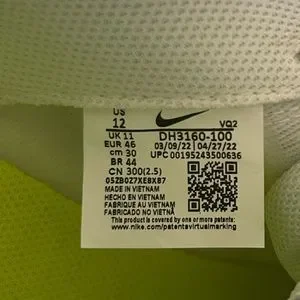 US
12 VQ2
UK 11 DH3160-100
EUR 46 03/09/22 04/27/22
cm 30 UPC 00195243500636
BR 44
CN 300(2.5)
05ZB0Z7XE8X87
MADE IN VIETNAM
HECHO EN VIETNAM
FABRIQUE AU VIETNAM
FABRICADO NO VIETNÃ
This product is covered by one or more patents:
www.nike.com/patentsvirtualmarking